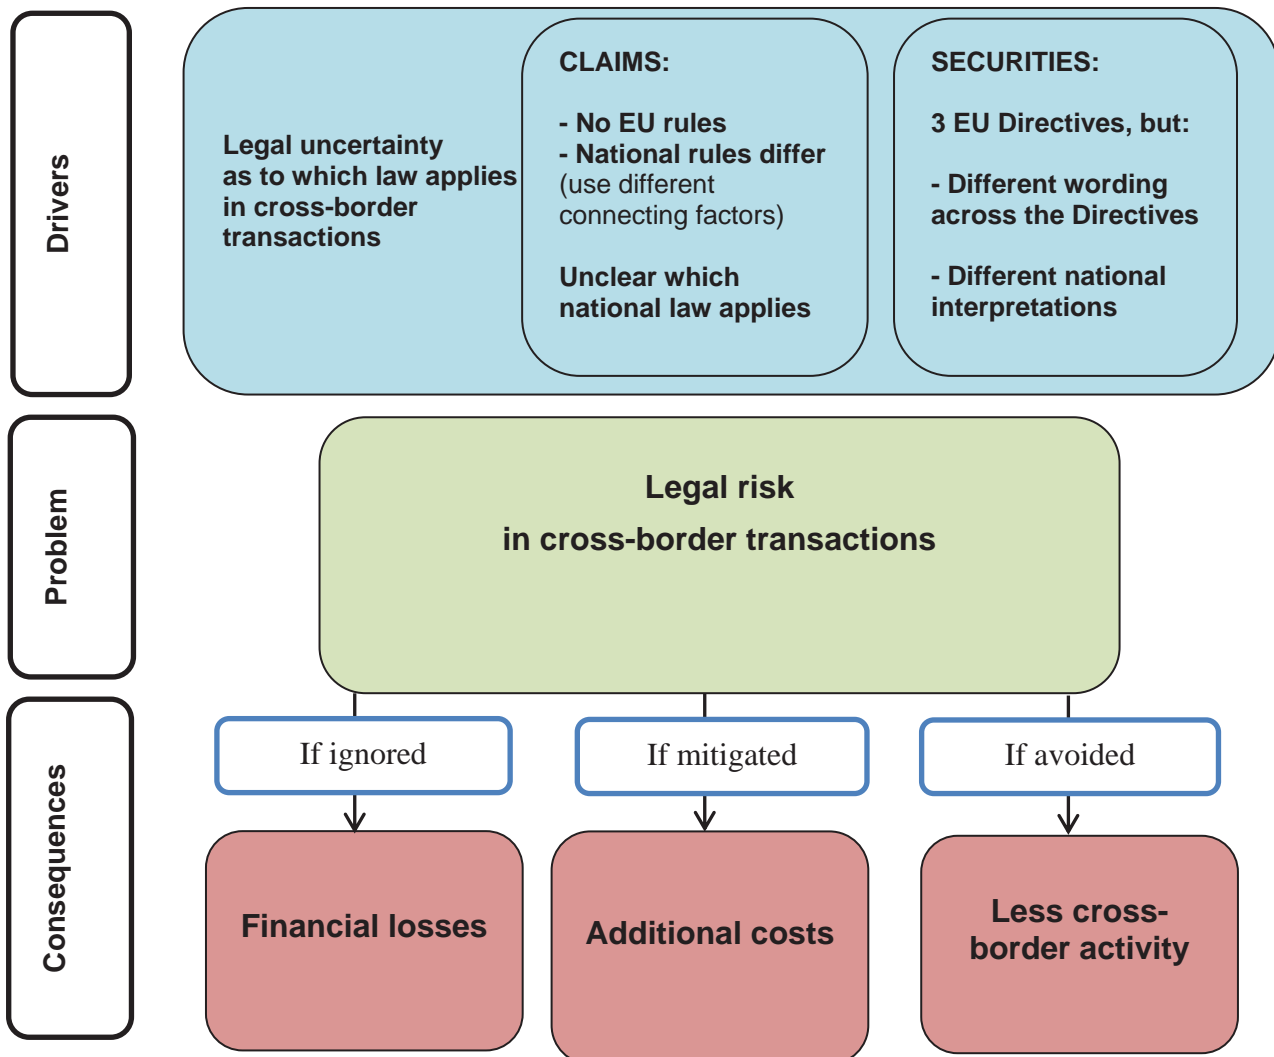 Drivers
Legal uncertainty
as to which law applies
in cross-border
transactions
CLAIMS:
- No EU rules
- National rules differ
(use different
connecting factors)
Unclear which
national law applies
SECURITIES:
3 EU Directives, but:
- Different wording
across the Directives
- Different national
interpretations
Problem
Legal risk
in cross-border transactions
Consequences
If ignored
If mitigated
If avoided
Financial losses
Additional costs
Less cross-
border activity